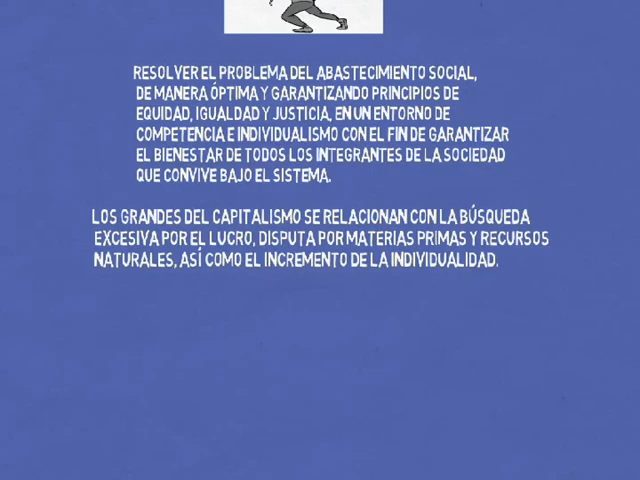 RESOLVER EL PROBLEMA DEL ABASTECIMIENTO SOCIAL,
DE MANERA ÓPTIMA Y GARANTIZANDO PRINCIPIOS DE
EQUIDAD, IGUALDAD Y JUSTICIA, EN UN ENTORNO DE
COMPETENCIA E INDIVIDUALISMO CON EL FIN DE GARANTIZAR
EL BIENESTAR DE TODOS LOS INTEGRANTES DE LA SOCIEDAD
QUE CONVIVE BAJO EL SISTEMA.
LOS GRANDES DEL CAPITALISMO SE RELACIONAN CON LA BÚSQUEDA
EXCESIVA POR EL LUCRO, DISPUTA POR MATERIAS PRIMAS Y RECURSOS
NATURALES, ASÍ COMO EL INCREMENTO DE LA INDIVIDUALIDAD.